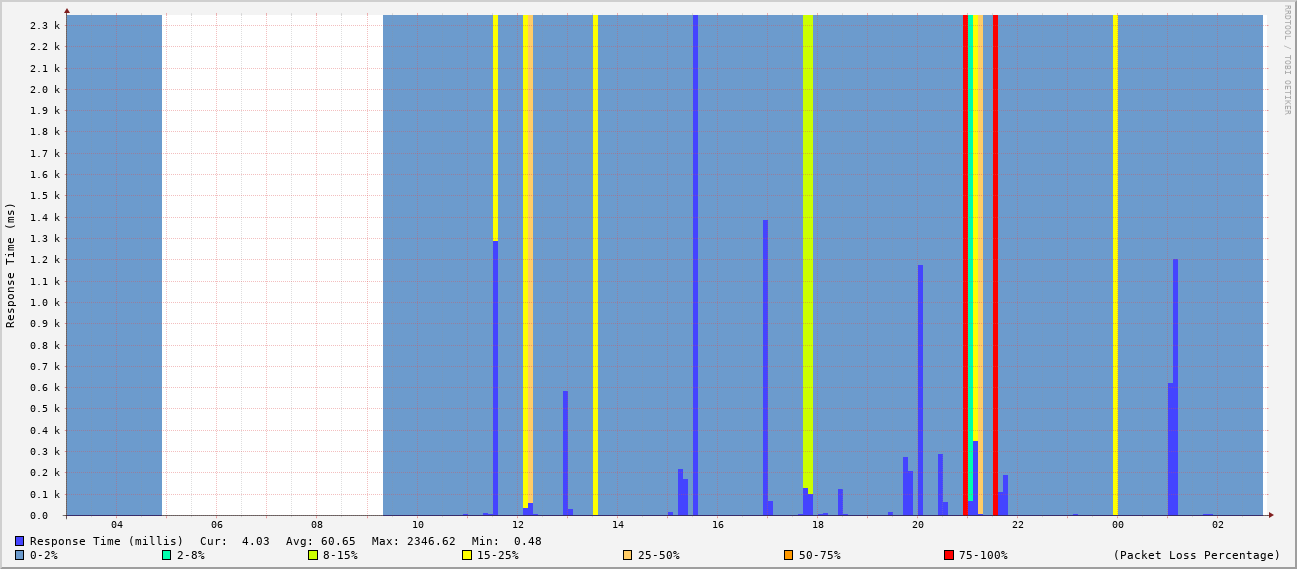 RRDTOOL / TOBI OETIKER
Response Time (ms)
2.3 k
2.2 k
2.1 k
2.0 k
1.9 k
1.8 k
1.7 k
1.6 k
1.5 k
1.4 k
1.3 k
1.2 k
1.1 k
1.0 k
0.9 k
0.8 k
0.7 k
0.6 k
0.5 k
0.4 k
0.3 k
0.2 k
0.1 k
0.0
04 06 08 10 12 14 16 18 20 22 00 02
Response Time (millis) Cur: 4.03 Avg: 60.65 Max: 2346.62 Min: 0.48
0-2% 2-8% 8-15% 15-25% 25-50% 50-75% 75-100% (Packet Loss Percentage)